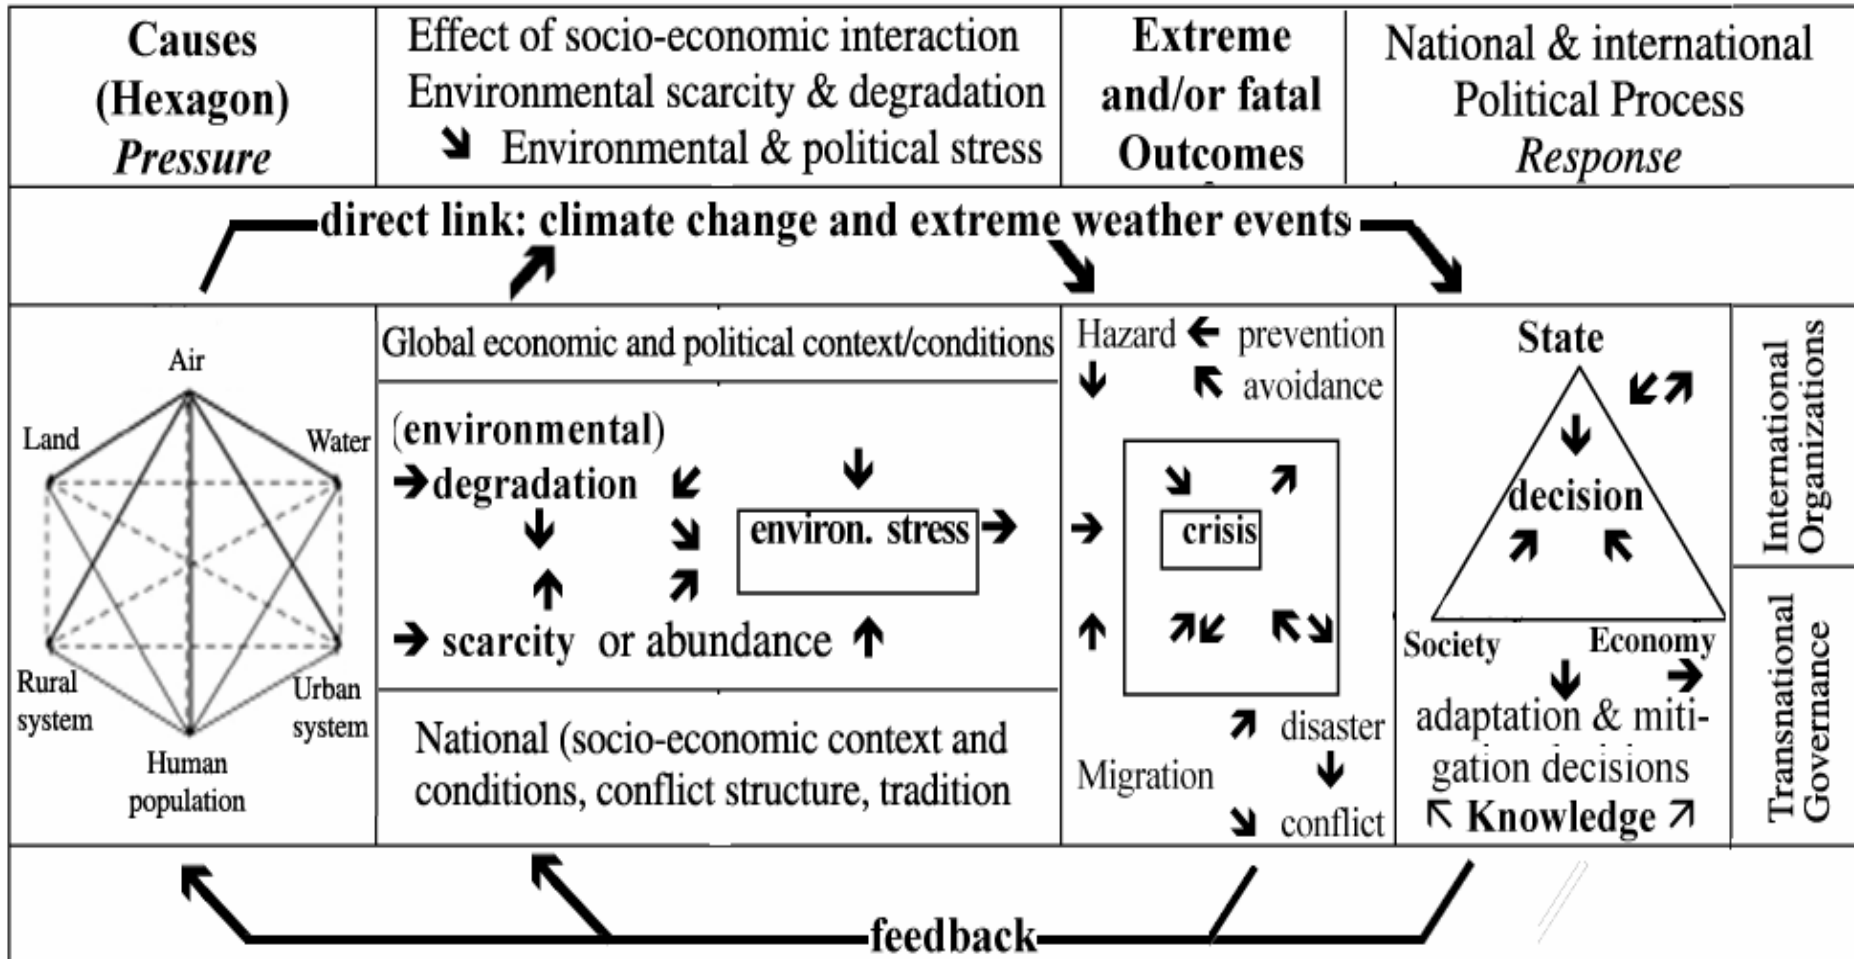 Causes
(Hexagon)
Pressure
Effect of socio-economic interaction
Environmental scarcity & degradation
Environmental & political stress
Extreme
and/or fatal
Outcomes
National & international
Political Process
Response
direct link: climate change and extreme weather events
Air
Land
Water
Rural
system
Urban
system
Human
population
Global economic and political context/conditions
(environmental)
degradation
environ. stress
scarcity or abundance
National (socio-economic context and
conditions, conflict structure, tradition
Hazard prevention
avoidance
crisis
disaster
Migration
conflict
State
decision
Society
Economy
adaptation & miti-
gation decisions
Knowledge
International
Organizations
Transnational
Governance
feedback